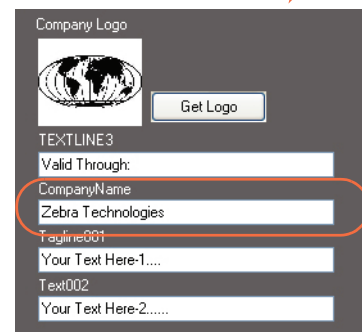 Company Logo
Get Logo
TEXTLINE3
Valid Through:
CompanyName
Zebra Technologies
Tagline001
Your Text Here-1....
Text002
Your Text Here-2......